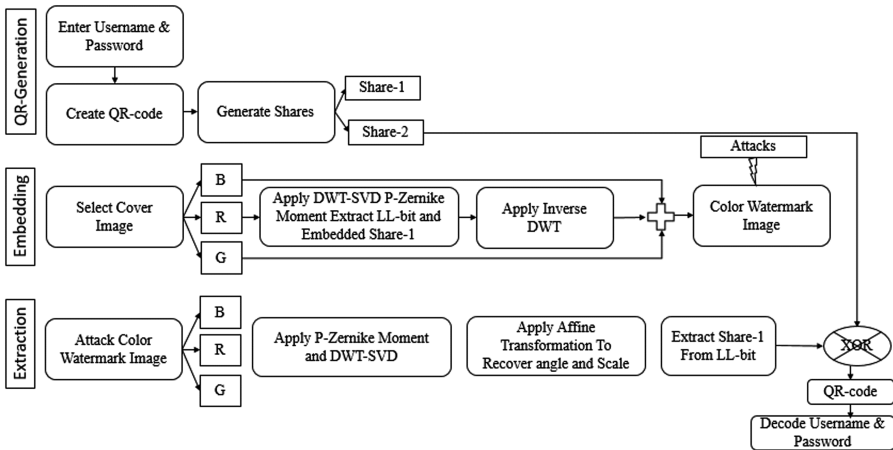 QR-Generation
Enter Username &
Password
Create QR-code
Generate Shares
Share-1
Share-2
Attacks
Embedding
Select Cover
Image
B
R
G
Apply DWT-SVD P-Zernike
Moment Extract LL-bit and
Embedded Share-1
Apply Inverse
DWT
Color Watermark
Image
Extraction
Attack Color
Watermark Image
B
R
G
Apply P-Zernike Moment
and DWT-SVD
Apply Affine
Transformation To
Recover angle and Scale
Extract Share-1
From LL-bit
XOR
QR-code
Decode Username &
Password